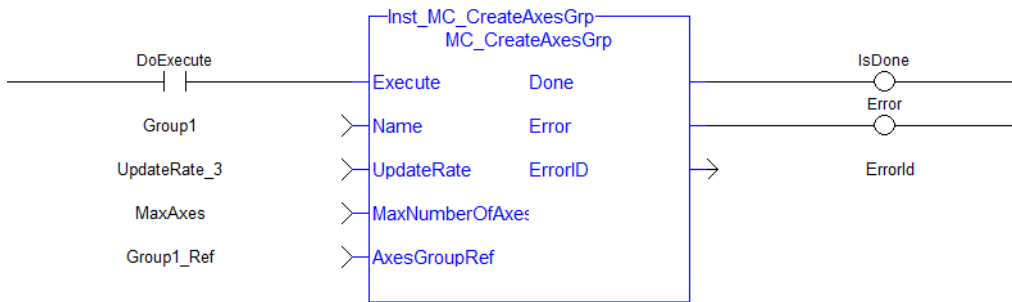 Inst_MC_CreateAxesGrp
MC_CreateAxesGrp
DoExecute
Execute
Done
IsDone
Group1
Name
Error
Error
UpdateRate_3
UpdateRate
ErrorID
ErrorId
MaxAxes
MaxNumberOfAxes
Group1_Ref
AxesGroupRef